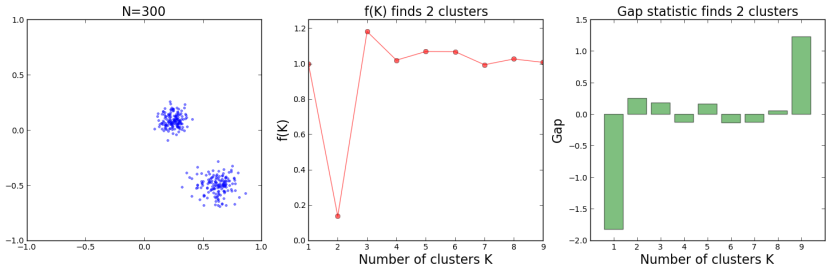 N=300
1.0
0.5
0.0
−0.5
−1.0
−1.0 −0.5 0.0 0.5 1.0
f(K) finds 2 clusters
f(K)
1.2
1.0
0.8
0.6
0.4
0.2
0.0
1 2 3 4 5 6 7 8 9
Number of clusters K
Gap statistic finds 2 clusters
Gap
1.5
1.0
0.5
0.0
−0.5
−1.0
−1.5
−2.0
1 2 3 4 5 6 7 8 9
Number of clusters K